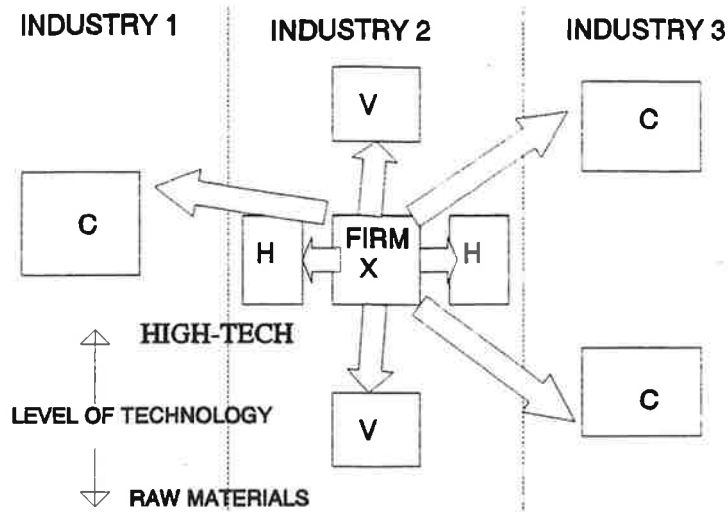 INDUSTRY 1
INDUSTRY 2
INDUSTRY 3
V
C
C
H
FIRM
X
H
HIGH-TECH
C
LEVEL OF TECHNOLOGY
V
RAW MATERIALS